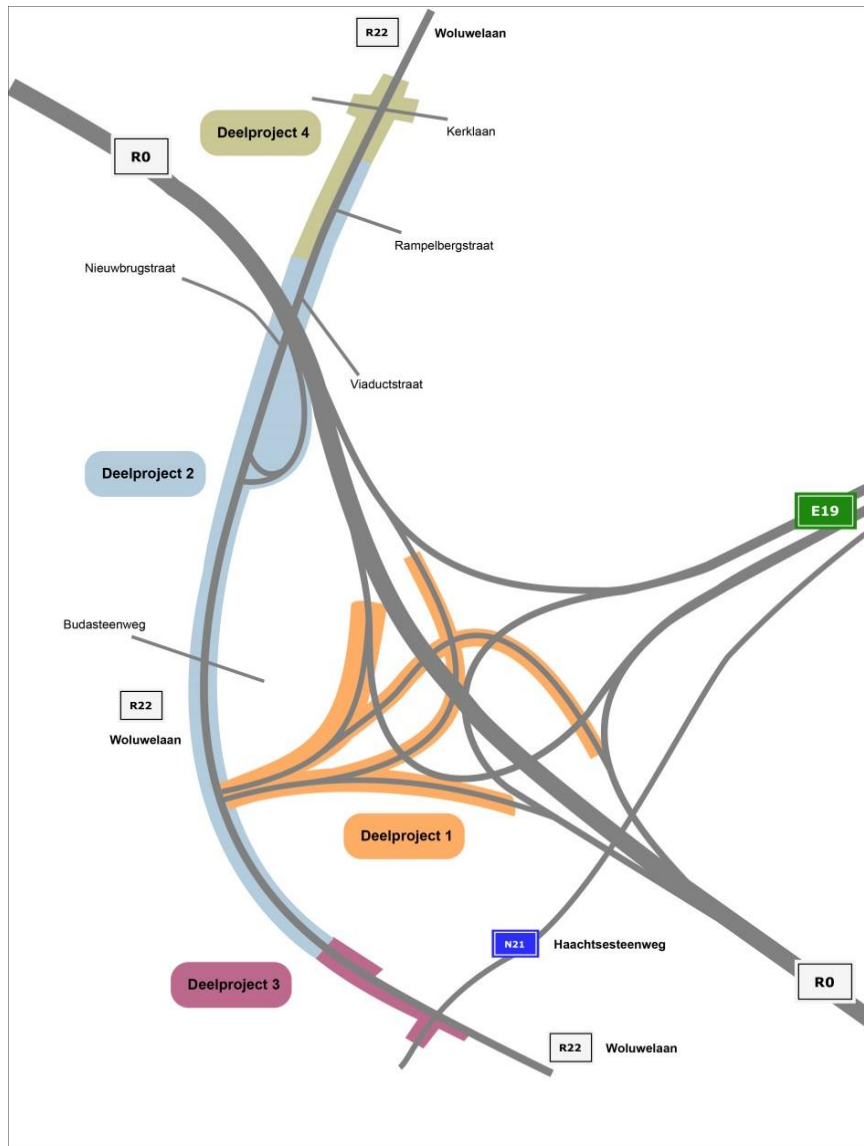 R22
Woluwelaan
Deelproject 4
Kerklaan
R0
Rampelbergstraat
Nieuwbrugstraat
Viaductstraat
Deelproject 2
E19
Budasteenweg
R22
Woluwelaan
Deelproject 1
N21
Haachtsesteenweg
Deelproject 3
R0
R22
Woluwelaan